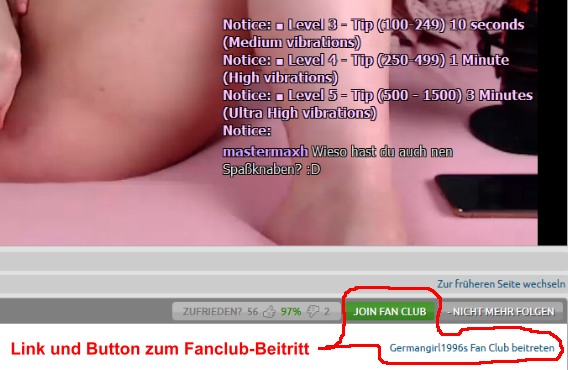 Notice: ■ Level 3 - Tip (100-249) 10 seconds
(Medium vibrations)
Notice: ■ Level 4 - Tip (250-499) 1 Minute
(High vibrations)
Notice: ■ Level 5 - Tip (500 - 1500) 3 Minutes
(Ultra High vibrations)
Notice:
mastermaxh Wieso hast du auch nen
Spaßknaben? :D
Zur früheren Seite wechseln
ZUFRIEDEN? 56 97% 2 JOIN FAN CLUB - NICHT MEHR FOLGEN
Link und Button zum Fanclub-Beitritt Germangirl1996s Fan Club beitreten